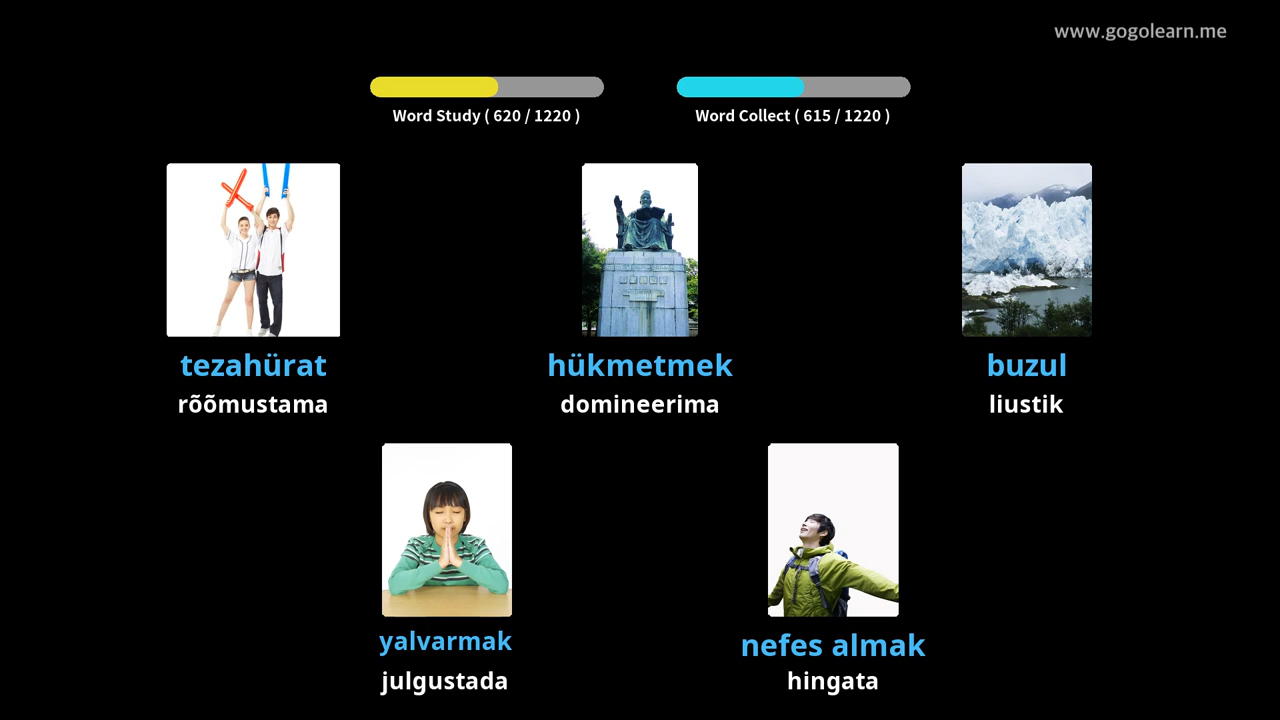 www.gogolearn.me
Word Study ( 620 / 1220 )
Word Collect ( 615 / 1220 )
tezahürat
rõõmustama
hükmetmek
domineerima
buzul
liustik
yalvarmak
julgustada
nefes almak
hingata